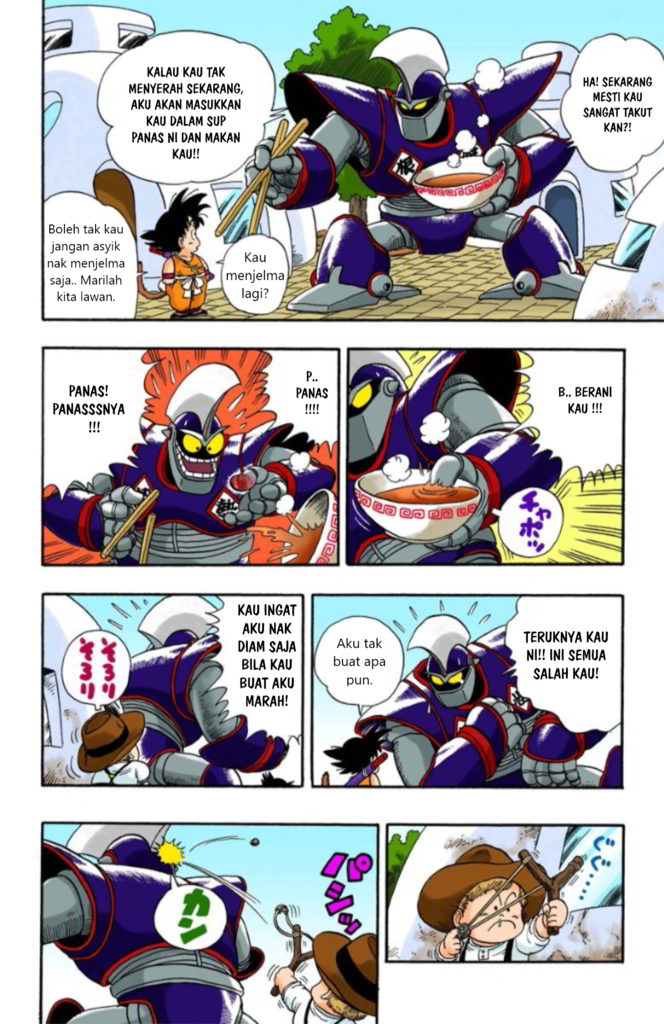 HA! SEKARANG
MESTI KAU
SANGAT TAKUT
KAN?!
KALAU KAU TAK
MENYERAH SEKARANG,
AKU AKAN MASUKKAN
KAU DALAM SUP
PANAS NI DAN MAKAN
KAU!!
Kau
menjelma
lagi?
Boleh tak kau
jangan asyik
nak menjelma
saja.. Marilah
kita lawan.
B.. BERANI
KAU !!!
チャポッ
P..
PANAS
!!!!
PANAS!
PANASSSNYA
!!!
TERUKNYA KAU
NI!! INI SEMUA
SALAH KAU!
Aku tak
buat apa
pun.
KAU INGAT
AKU NAK
DIAM SAJA
BILA KAU
BUAT AKU
MARAH!
そろり
そろり
ぐぐ……
パシッ
カン